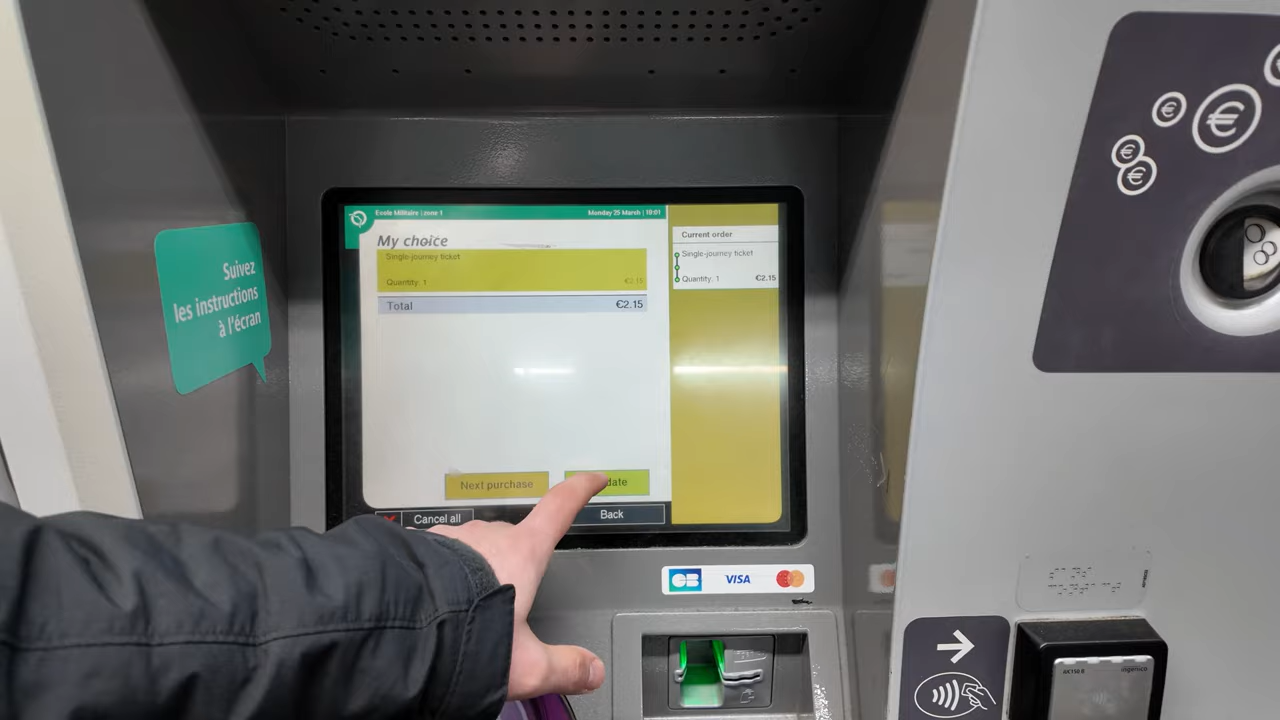 Suivez
les instructions
à l'écran
Ecole Militaire | zone 1
Monday 25 March | 18:01
My choice
Single-journey ticket
Quantity. 1 €2.15
Total €2.15
Next purchase
date
Cancel all
Back
Current order
Single-journey ticket
Quantity. 1 €2.15
CB VISA
ingenico